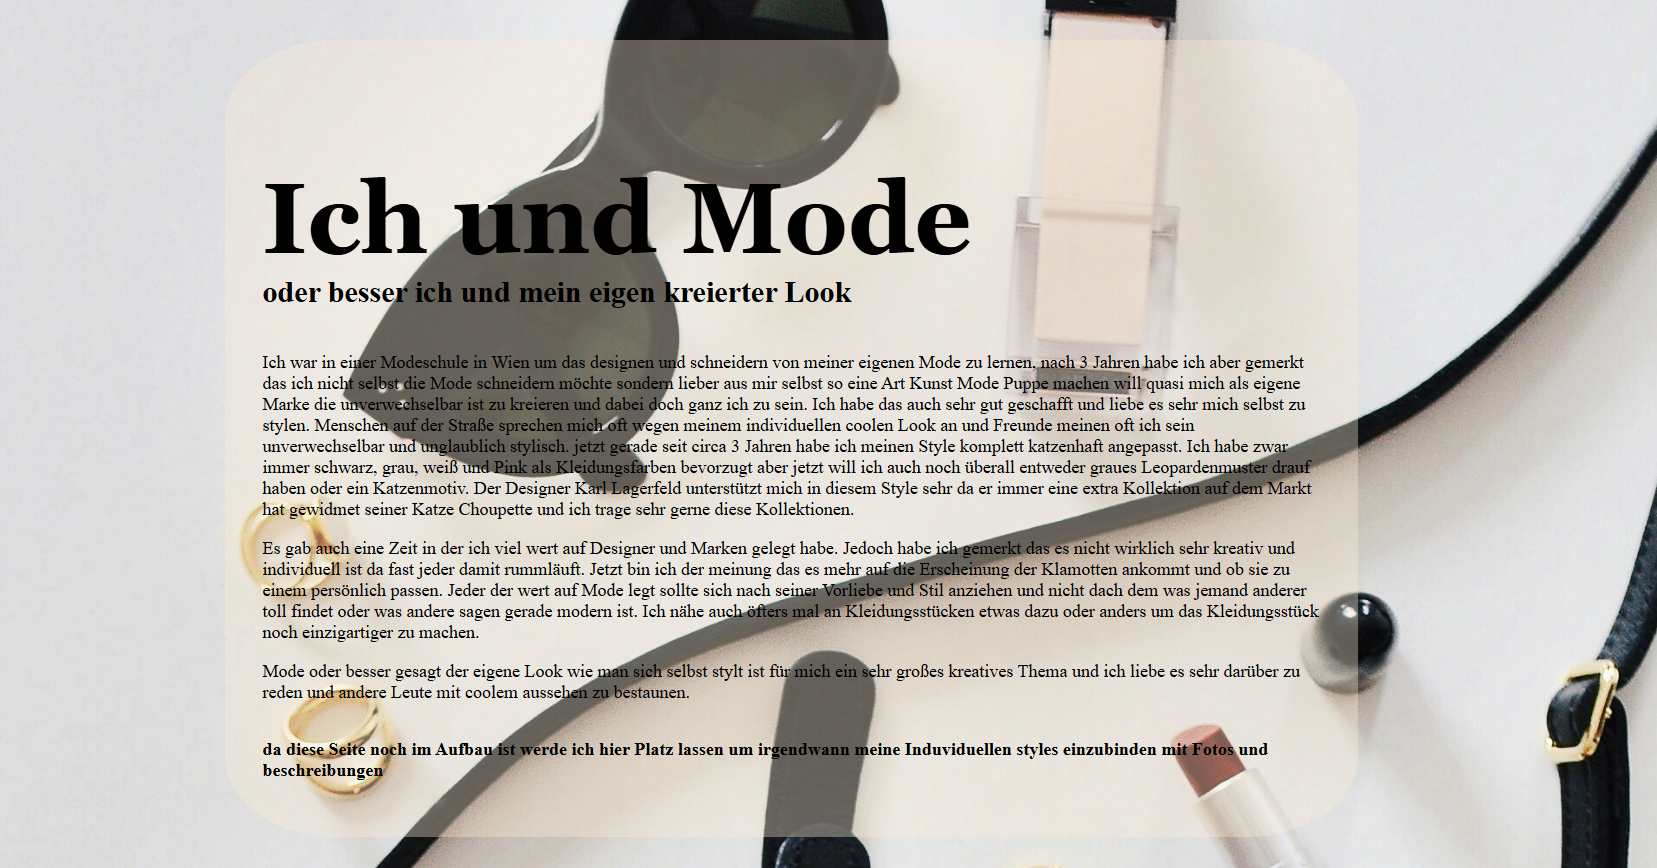 Ich und Mode
oder besser ich und mein eigen kreierter Look
Ich war in einer Modeschule in Wien um das designen und schneidern von meiner eigenen Mode zu lernen, nach 3 Jahren habe ich aber gemerkt
das ich nicht selbst die Mode schneidern möchte sondern lieber aus mir selbst so eine Art Kunst Mode Puppe machen will quasi mich als eigene
Marke die unverwechselbar ist zu kreieren und dabei doch ganz ich zu sein. Ich habe das auch sehr gut geschafft und liebe es sehr mich selbst zu
stylen. Menschen auf der Straße sprechen mich oft wegen meinem individuellen coolen Look an und Freunde meinen oft ich sein
unverwechselbar und unglaublich stylisch. jetzt gerade seit circa 3 Jahren habe ich meinen Style komplett katzenhaft angepasst. Ich habe zwar
immer schwarz, grau, weiß und Pink als Kleidungsfarben bevorzugt aber jetzt will ich auch noch überall entweder graues Leopardenmuster drauf
haben oder ein Katzenmotiv. Der Designer Karl Lagerfeld unterstützt mich in diesem Style sehr da er immer eine extra Kollektion auf dem Markt
hat gewidmet seiner Katze Choupette und ich trage sehr gerne diese Kollektionen.
Es gab auch eine Zeit in der ich viel wert auf Designer und Marken gelegt habe. Jedoch habe ich gemerkt das es nicht wirklich sehr kreativ und
individuell ist da fast jeder damit rummläuft. Jetzt bin ich der meinung das es mehr auf die Erscheinung der Klamotten ankommt und ob sie zu
einem persönlich passen. Jeder der wert auf Mode legt sollte sich nach seiner Vorliebe und Stil anziehen und nicht dach dem was jemand anderer
toll findet oder was andere sagen gerade modern ist. Ich nähe auch öfters mal an Kleidungsstücken etwas dazu oder anders um das Kleidungsstück
noch einzigartiger zu machen.
Mode oder besser gesagt der eigene Look wie man sich selbst stylt ist für mich ein sehr großes kreatives Thema und ich liebe es sehr darüber zu
reden und andere Leute mit coolem aussehen zu bestaunen.
da diese Seite noch im Aufbau ist werde ich hier Platz lassen um irgendwann meine Induviduellen styles einzubinden mit Fotos und
beschreibungen